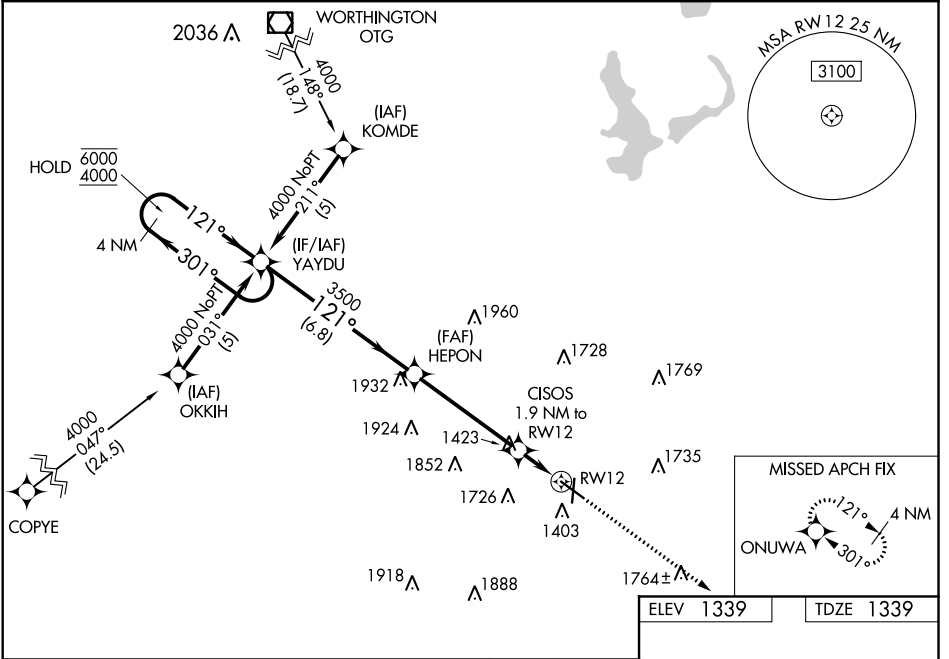 WORTHINGTON
OTG
2036
4000
148°
(18.7)
MSA RW12 25 NM
3100
(IAF)
KOMDE
HOLD
6000
4000
4000 NoPT
211°
(5)
121°
4 NM
301°
(IF/IAF)
YAYDU
3500
121°
(6.8)
4000 NoPT
031°
(5)
1960
(FAF)
HEPON
1728
1769
1932
(IAF)
OKKIH
CISOS
1.9 NM to
RW12
4000
047°
(24.5)
1924
1423
1852
1735
RW12
1726
1403
COPYE
MISSED APCH FIX
121°
4 NM
ONUWA
301°
1918
1888
1764±
ELEV 1339
TDZE 1339